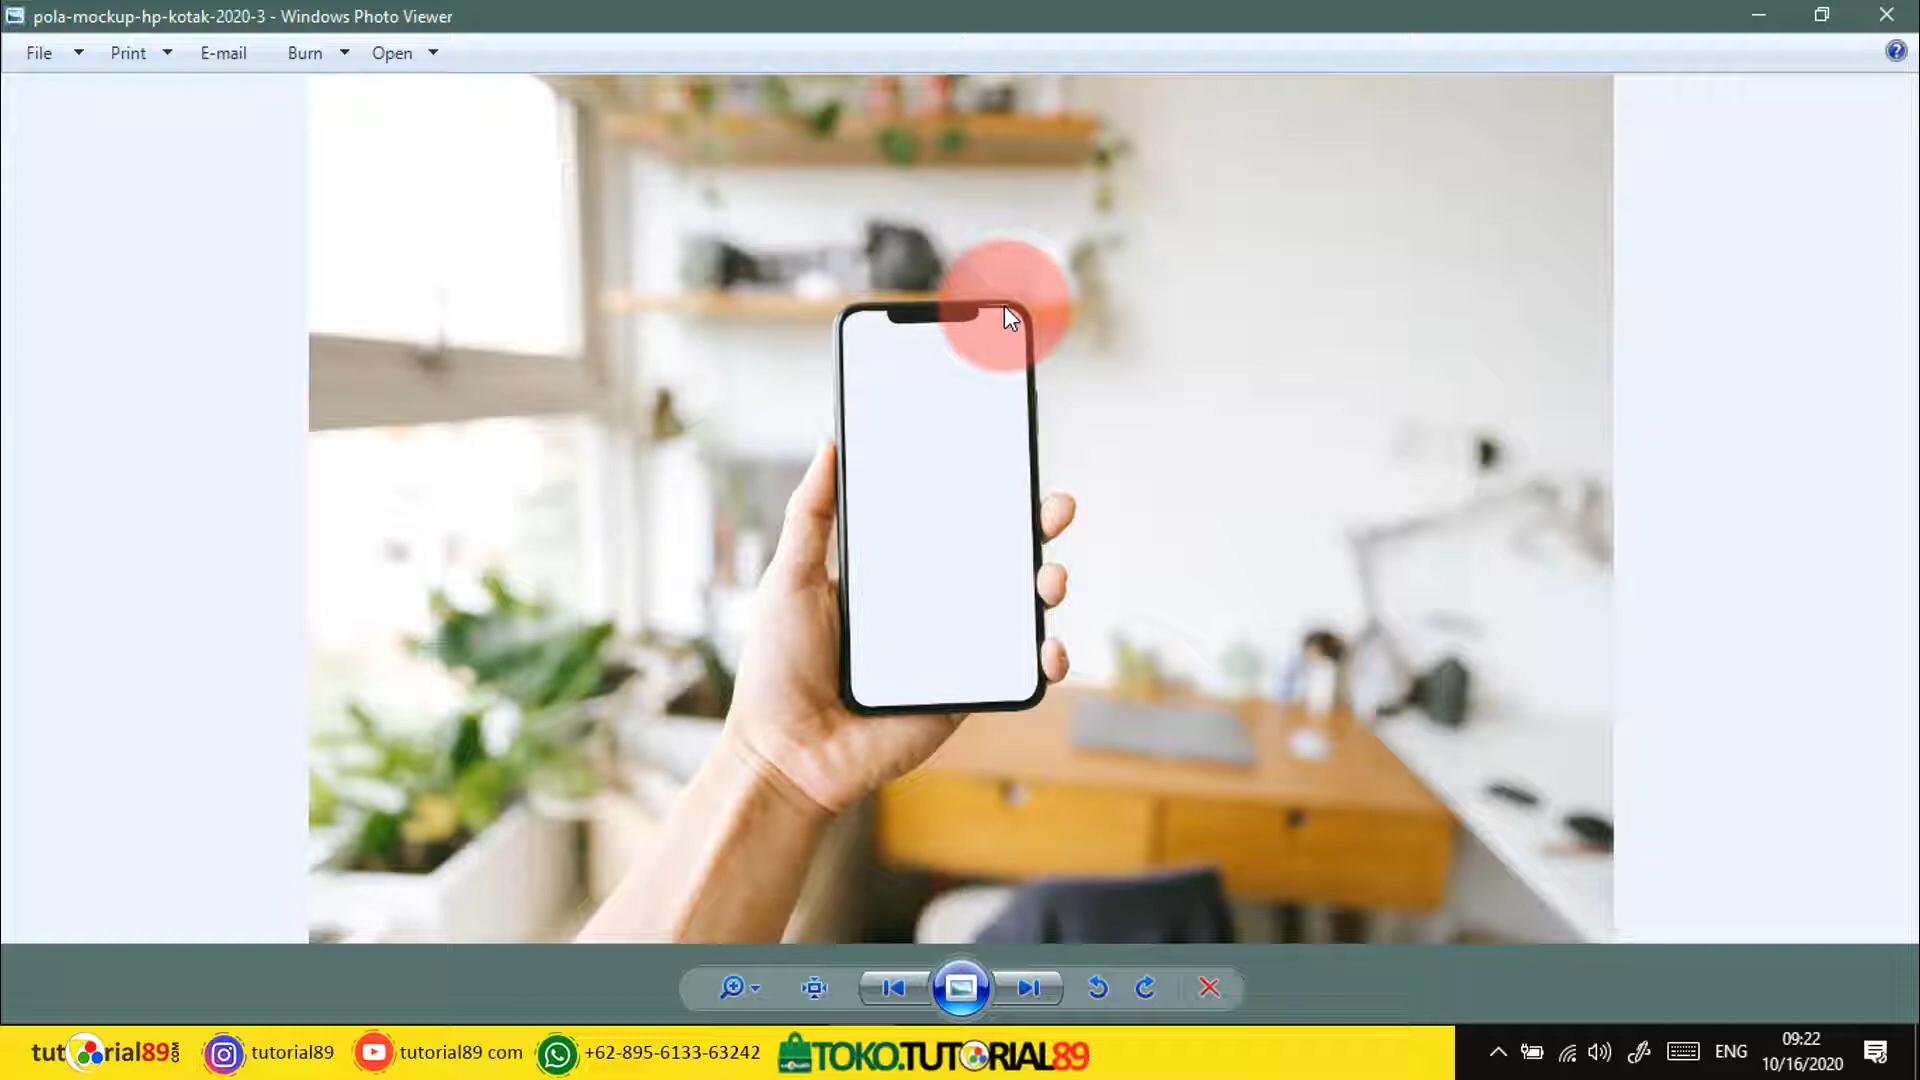 pola-mockup-hp-kotak-2020-3 - Windows Photo Viewer
File Print E-mail Burn Open
tutorial89.com tutorial89 tutorial89 com +62-895-6133-63242 TOKO.TUTORIAL89
ENG
09:22
10/16/2020